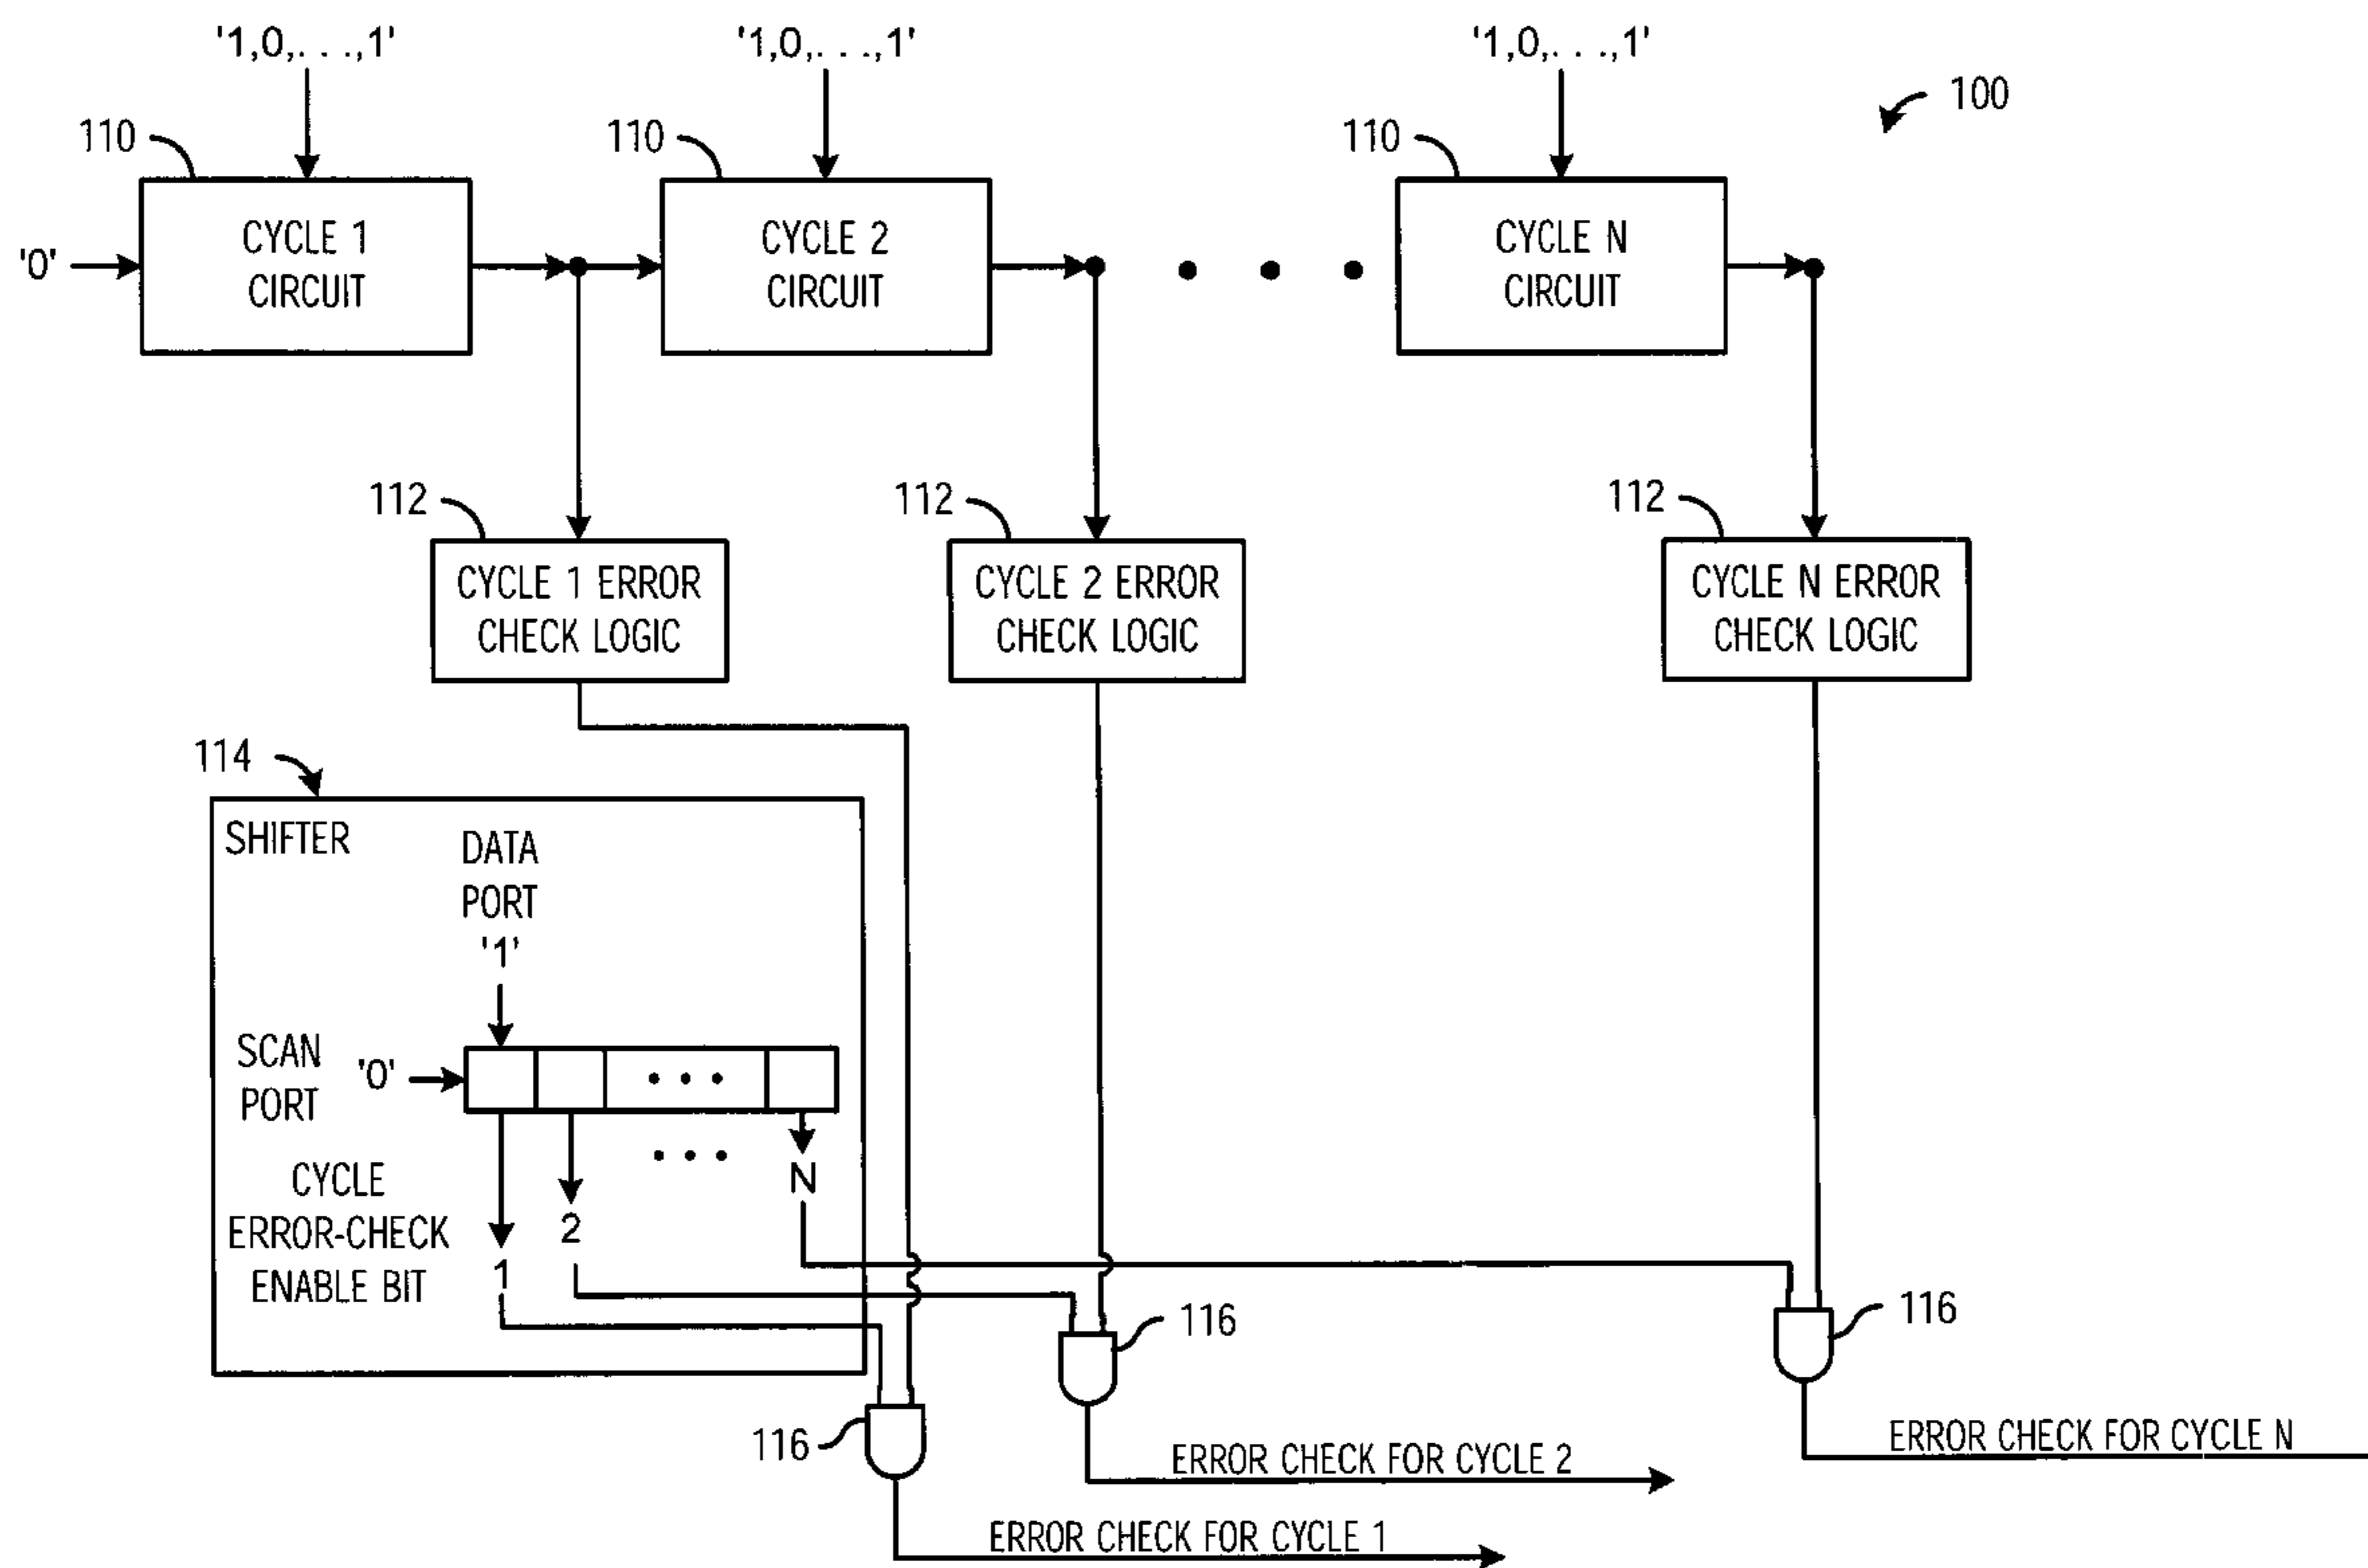 '1,0,. . .,1'
'1,0,. . .,1'
'1,0,. . .,1'
100
110
110
110
'0'
CYCLE 1
CIRCUIT
CYCLE 2
CIRCUIT
CYCLE N
CIRCUIT
112
112
112
CYCLE 1 ERROR
CHECK LOGIC
CYCLE 2 ERROR
CHECK LOGIC
CYCLE N ERROR
CHECK LOGIC
114
SHIFTER
DATA
PORT
'1'
SCAN
PORT
'0'
CYCLE
ERROR-CHECK
ENABLE BIT
1
2
N
116
116
116
ERROR CHECK FOR CYCLE N
ERROR CHECK FOR CYCLE 2
ERROR CHECK FOR CYCLE 1